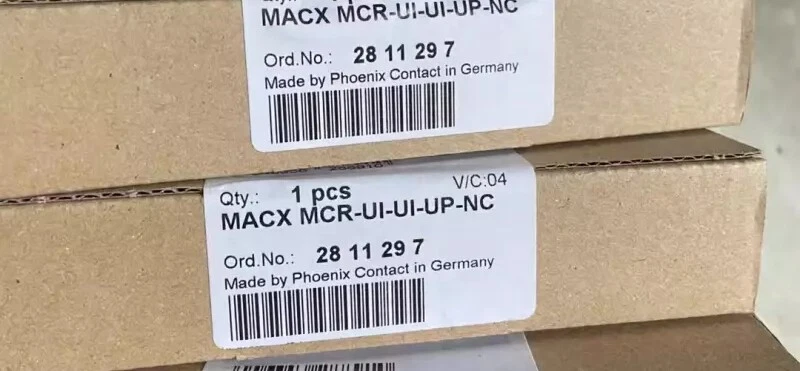 MACX MCR-UI-UI-UP-NC
Ord.No.: 28 11 29 7
Made by Phoenix Contact in Germany
Qty.: 1 pcs V/C:04
MACX MCR-UI-UI-UP-NC
Ord.No.: 28 11 29 7
Made by Phoenix Contact in Germany